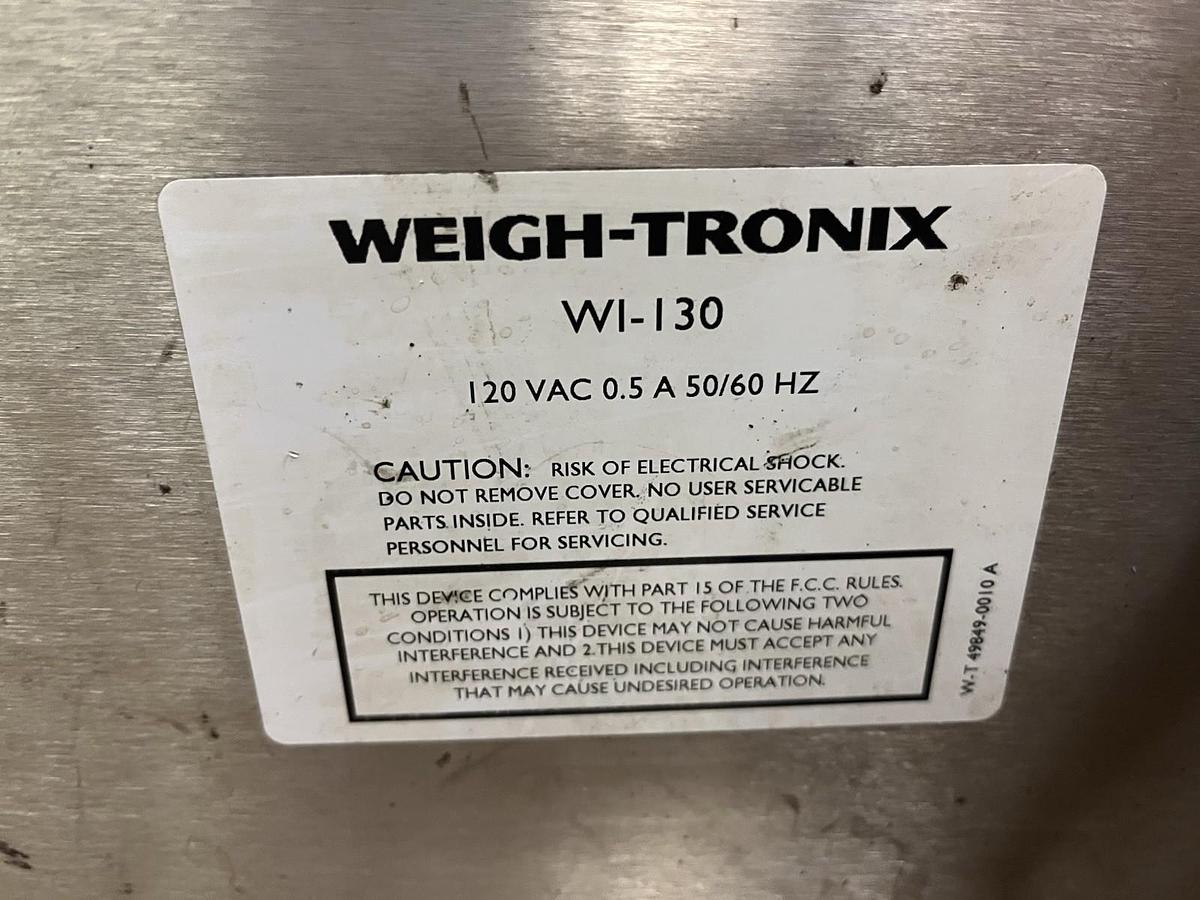 WEIGH-TRONIX
WI-130
120 VAC 0.5 A 50/60 HZ
CAUTION: RISK OF ELECTRICAL SHOCK.
DO NOT REMOVE COVER. NO USER SERVICABLE
PARTS INSIDE. REFER TO QUALIFIED SERVICE
PERSONNEL FOR SERVICING.
THIS DEVICE COMPLIES WITH PART 15 OF THE F.C.C. RULES.
OPERATION IS SUBJECT TO THE FOLLOWING TWO
CONDITIONS 1) THIS DEVICE MAY NOT CAUSE HARMFUL
INTERFERENCE AND 2.THIS DEVICE MUST ACCEPT ANY
INTERFERENCE RECEIVED INCLUDING INTERFERENCE
THAT MAY CAUSE UNDESIRED OPERATION.
W-T 49849-0010 A